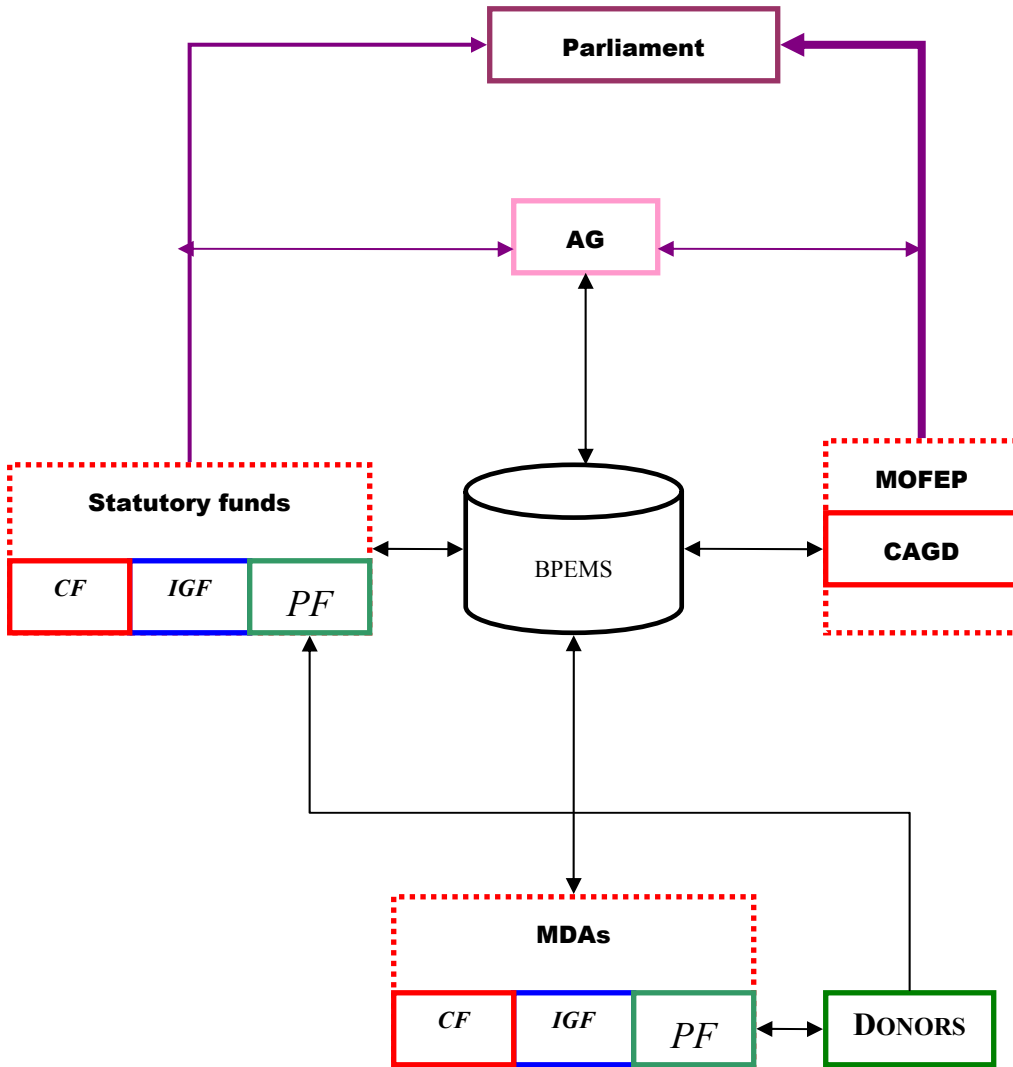 Parliament
AG
Statutory funds
MOFEP
CF IGF PF
BPEMS
CAGD
MDAs
CF IGF PF
DONORS